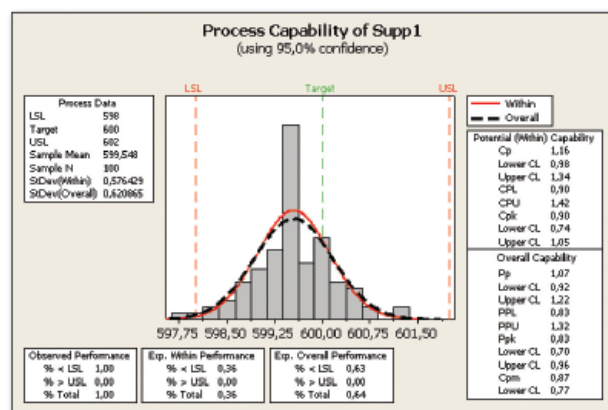 Process Capability of Supp1
(using 95,0% confidence)
LSL Target USL
Process Data
LSL 598
Target 600
USL 602
Sample Mean 599,548
Sample N 100
StDev(Within) 0,576429
StDev(Overall) 0,620865
Within
Overall
Potential (Within) Capability
Cp 1,16
Lower CL 0,98
Upper CL 1,34
CPL 0,90
CPU 1,42
Cpk 0,90
Lower CL 0,74
Upper CL 1,05
Overall Capability
Pp 1,07
Lower CL 0,92
Upper CL 1,22
PPL 0,83
PPU 1,32
Ppk 0,83
Lower CL 0,70
Upper CL 0,96
Cpm 0,87
Lower CL 0,77
597,75 598,50 599,25 600,00 600,75 601,50
Observed Performance
% < LSL 1,00
% > USL 0,00
% Total 1,00
Exp. Within Performance
% < LSL 0,36
% > USL 0,00
% Total 0,36
Exp. Overall Performance
% < LSL 0,63
% > USL 0,00
% Total 0,64